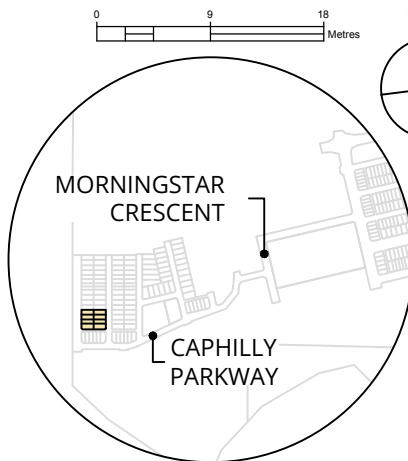 0 9 18
Metres
MORNINGSTAR
CRESCENT
CAPHILLY
PARKWAY